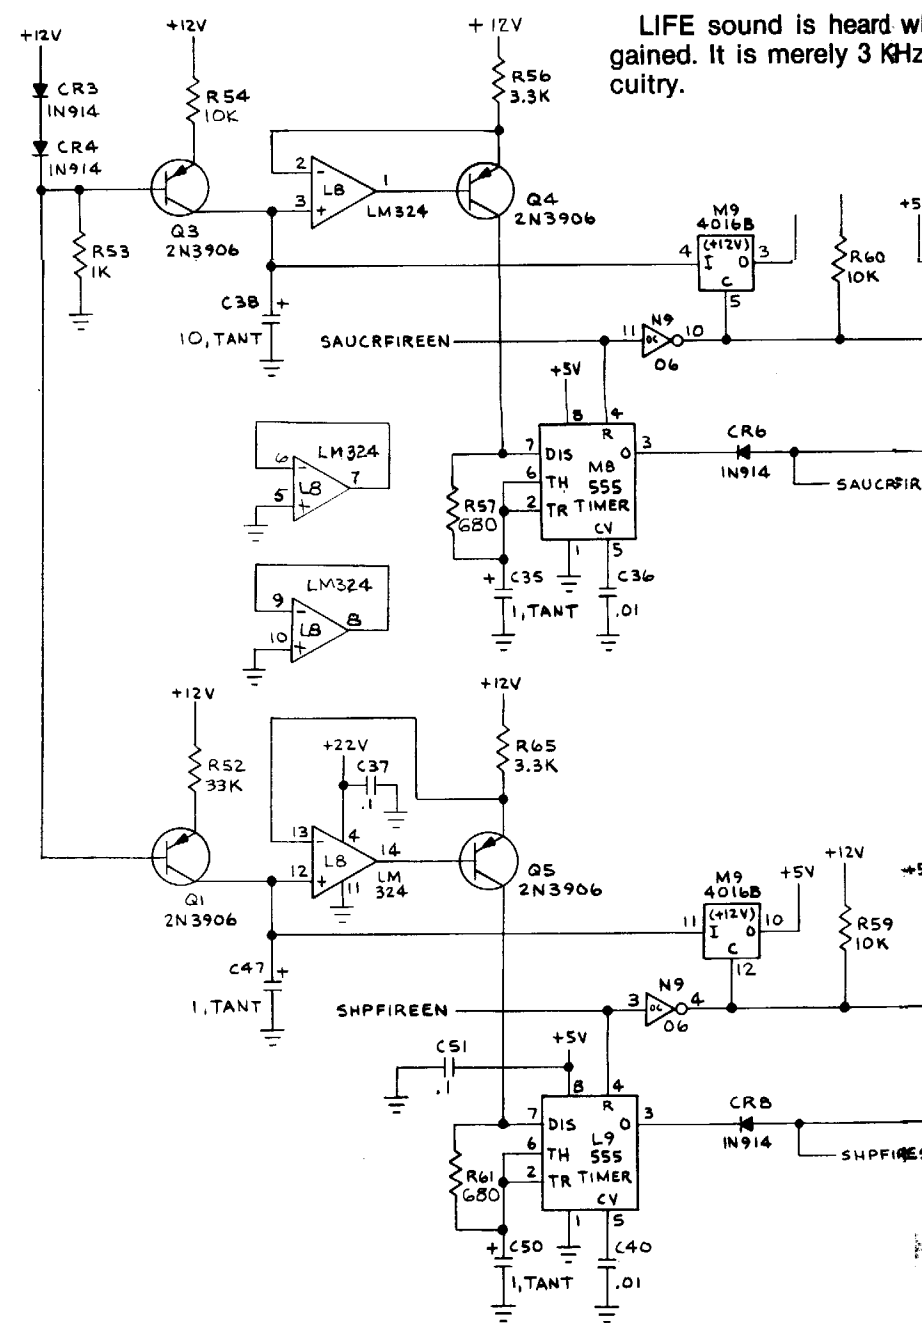 LIFE sound is heard
gained. It is merely 3 KHz
cuitry.
+12V
+12V
+12V
CR3
1N914
CR4
1N914
R54
10K
R56
3.3K
2
-
L8
1
3
+
LM324
Q3
2N3906
Q4
2N3906
R53
1K
C38
+
10, TANT
M9
4016B
(+12V)
4
I
O
3
C
5
R60
10K
+5
SAUCRFIREEN
11
N9
OC
10
06
+5V
8
4
R
7
DIS
O
3
6
TH
M8
555
2
TR
TIMER
CV
1
5
R57
680
+
C35
1, TANT
C36
.01
CR6
1N914
SAUCRFIR
LM324
6
-
L8
7
5
+
LM324
9
-
L8
8
10
+
+12V
+12V
R52
33K
R65
3.3K
+22V
C37
.1
13
-
4
L8
14
12
+
11
LM
324
Q1
2N3906
Q5
2N3906
C47
+
1, TANT
M9
4016B
(+12V)
11
I
O
10
C
12
+5V
+12V
R59
10K
+5
SHPFIREEN
3
N9
OC
4
06
C51
.1
+5V
8
4
R
7
DIS
O
3
6
TH
L9
555
2
TR
TIMER
CV
1
5
R61
680
+
C50
1, TANT
C40
.01
CR8
1N914